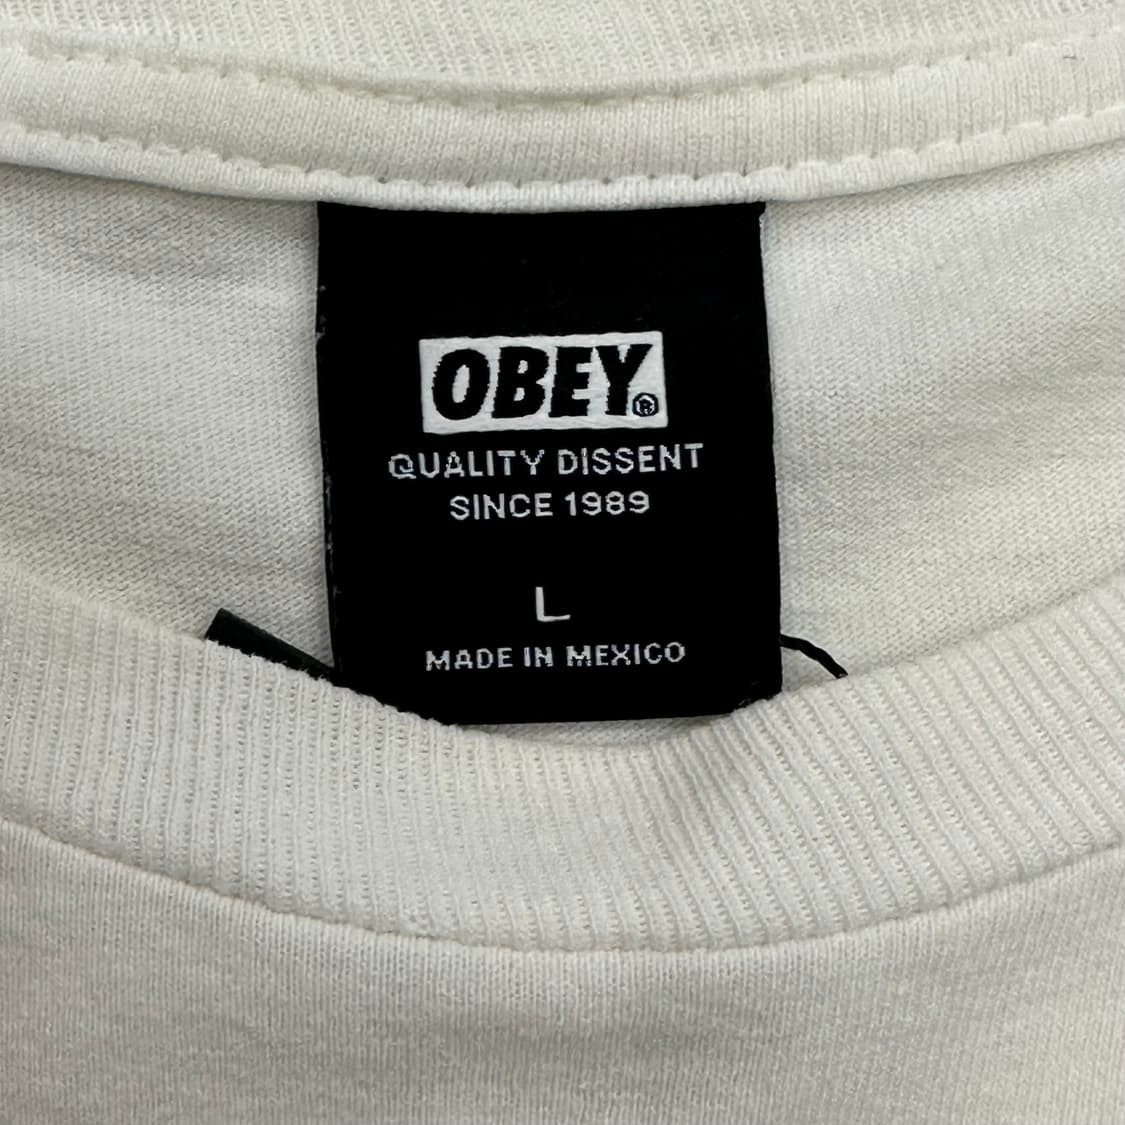 OBEY®
QUALITY DISSENT
SINCE 1989
L
MADE IN MEXICO